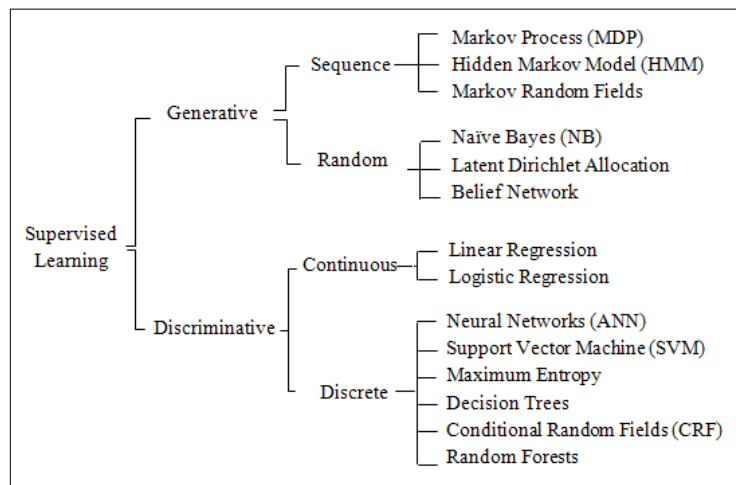 Markov Process (MDP)
Sequence
Hidden Markov Model (HMM)
Markov Random Fields
Generative
Naïve Bayes (NB)
Random
Latent Dirichlet Allocation
Belief Network
Supervised
Learning
Linear Regression
Continuous
Logistic Regression
Discriminative
Neural Networks (ANN)
Support Vector Machine (SVM)
Maximum Entropy
Discrete
Decision Trees
Conditional Random Fields (CRF)
Random Forests